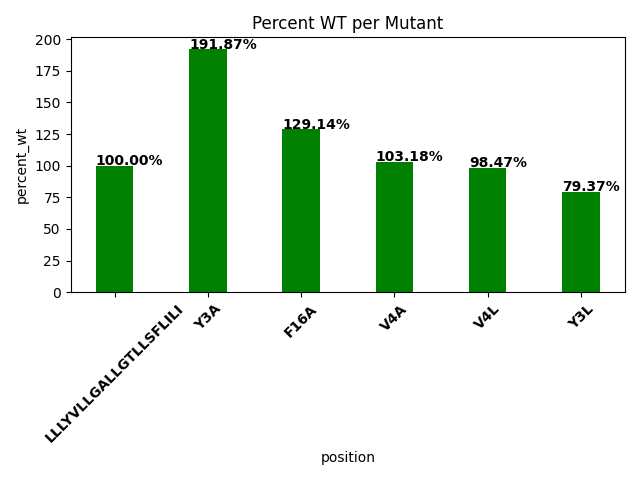 Percent WT per Mutant
percent_wt
200
175
150
125
100
75
50
25
0
100.00%
191.87%
129.14%
103.18%
98.47%
79.37%
LLLYVLLGALLGTLLSFLILI
Y3A
F16A
V4A
V4L
Y3L
position